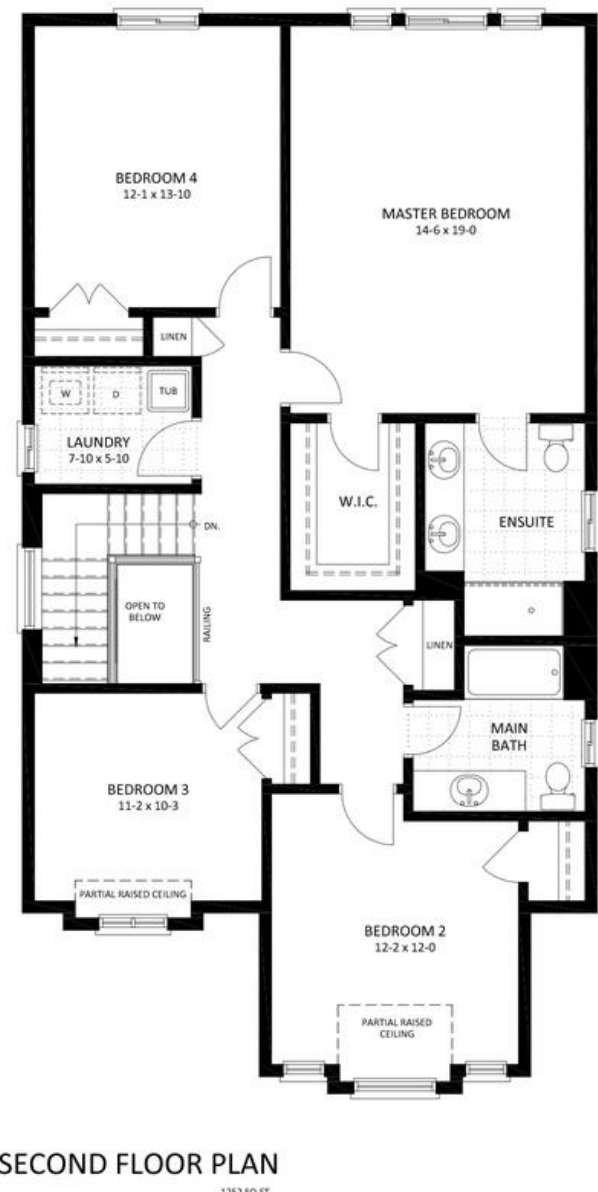 BEDROOM 4
12-1 x 13-10
MASTER BEDROOM
14-6 x 19-0
LINEN
W
D
TUB
LAUNDRY
7-10 x 5-10
W.I.C.
ENSUITE
DN.
OPEN TO
BELOW
RAILING
LINEN
MAIN
BATH
BEDROOM 3
11-2 x 10-3
PARTIAL RAISED CEILING
BEDROOM 2
12-2 x 12-0
PARTIAL RAISED
CEILING
SECOND FLOOR PLAN